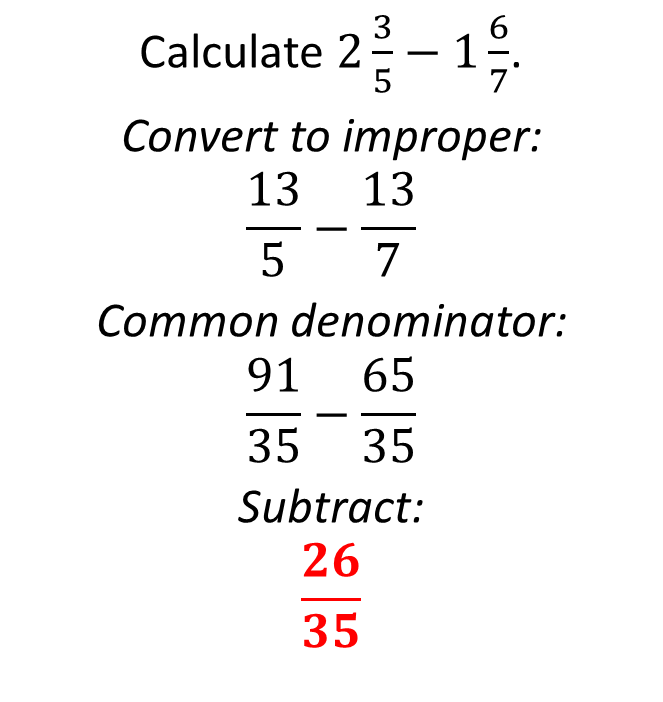 Calculate 2 3/5 − 1 6/7.
Convert to improper:
13/5 − 13/7
Common denominator:
91/35 − 65/35
Subtract:
26/35